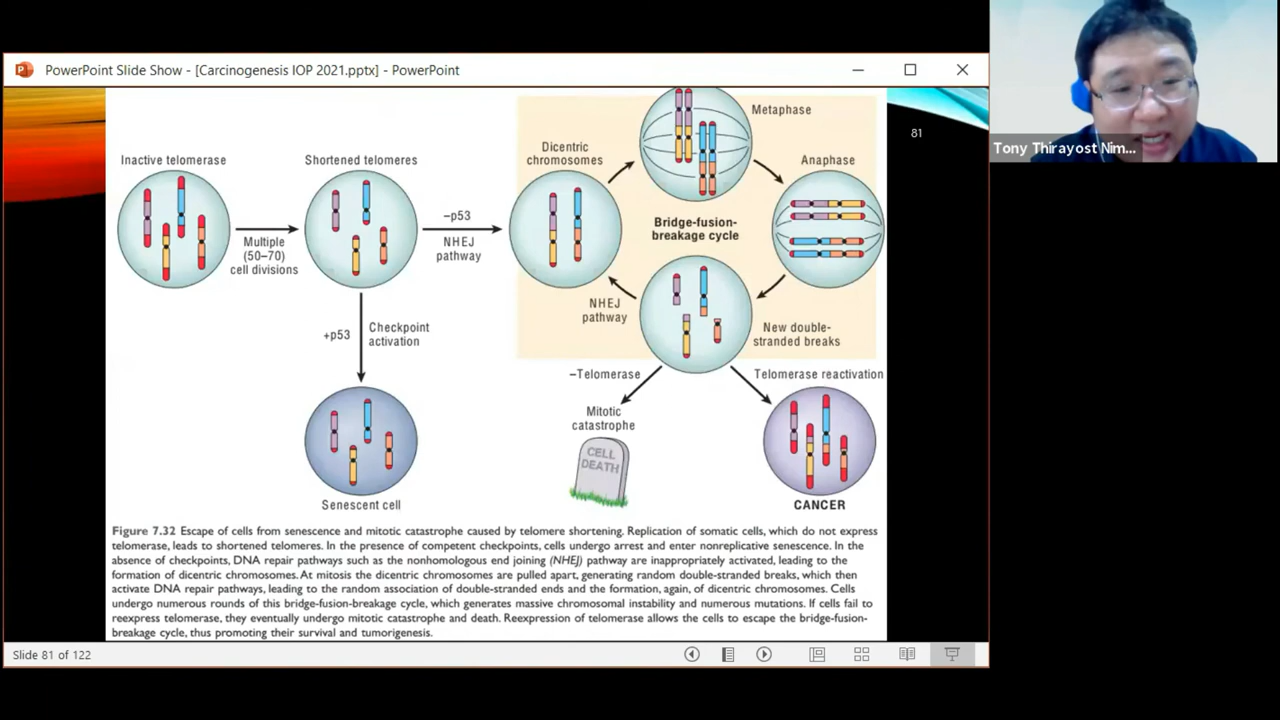 PowerPoint Slide Show - [Carcinogenesis IOP 2021.pptx] - PowerPoint
81
Tony Thirayost Nim...
Inactive telomerase
Multiple
(50–70)
cell divisions
Shortened telomeres
–p53
NHEJ
pathway
+p53
Checkpoint
activation
Senescent cell
Dicentric
chromosomes
Metaphase
Anaphase
Bridge-fusion-
breakage cycle
NHEJ
pathway
New double-
stranded breaks
–Telomerase
Mitotic
catastrophe
CELL
DEATH
Telomerase reactivation
CANCER
Figure 7.32 Escape of cells from senescence and mitotic catastrophe caused by telomere shortening. Replication of somatic cells, which do not express
telomerase, leads to shortened telomeres. In the presence of competent checkpoints, cells undergo arrest and enter nonreplicative senescence. In the
absence of checkpoints, DNA repair pathways such as the nonhomologous end joining (NHEJ) pathway are inappropriately activated, leading to the
formation of dicentric chromosomes. At mitosis the dicentric chromosomes are pulled apart, generating random double-stranded breaks, which then
activate DNA repair pathways, leading to the random association of double-stranded ends and the formation, again, of dicentric chromosomes. Cells
undergo numerous rounds of this bridge-fusion-breakage cycle, which generates massive chromosomal instability and numerous mutations. If cells fail to
reexpress telomerase, they eventually undergo mitotic catastrophe and death. Reexpression of telomerase allows the cells to escape the bridge-fusion-
breakage cycle, thus promoting their survival and tumorigenesis.
Slide 81 of 122